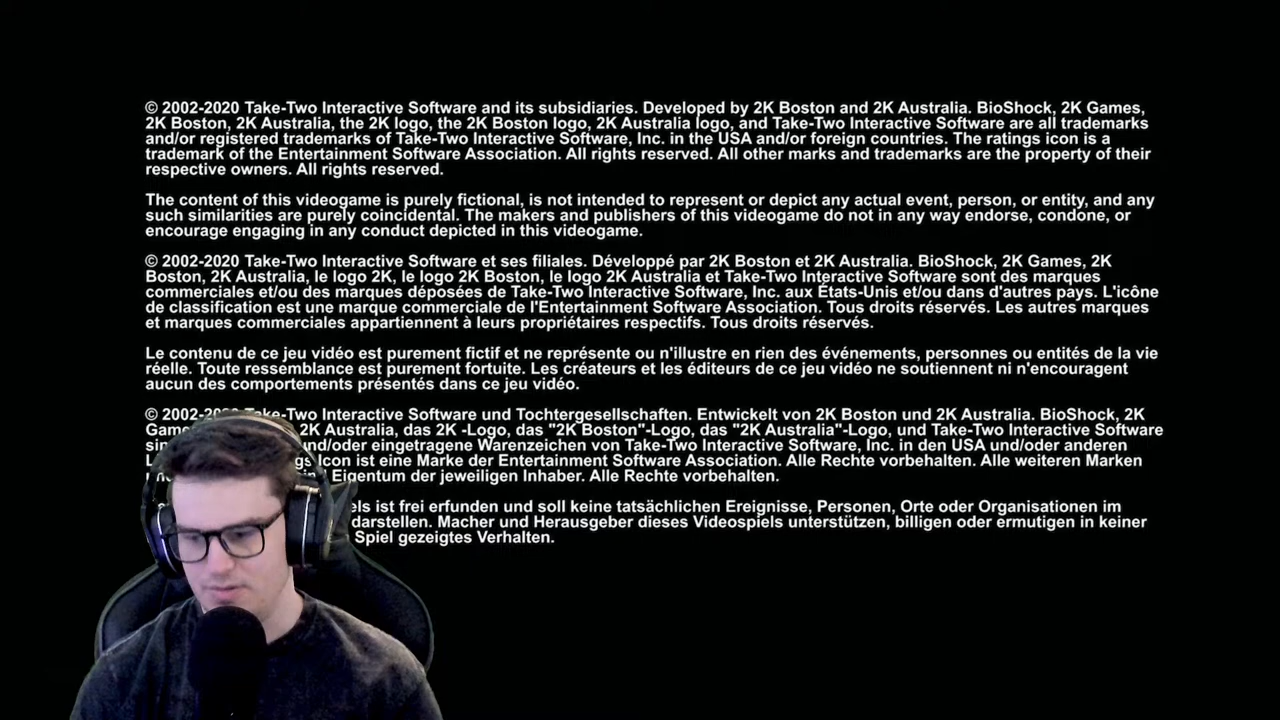 © 2002-2020 Take-Two Interactive Software and its subsidiaries. Developed by 2K Boston and 2K Australia. BioShock, 2K Games,
2K Boston, 2K Australia, the 2K logo, the 2K Boston logo, 2K Australia logo, and Take-Two Interactive Software are all trademarks
and/or registered trademarks of Take-Two Interactive Software, Inc. in the USA and/or foreign countries. The ratings icon is a
trademark of the Entertainment Software Association. All rights reserved. All other marks and trademarks are the property of their
respective owners. All rights reserved.
The content of this videogame is purely fictional, is not intended to represent or depict any actual event, person, or entity, and any
such similarities are purely coincidental. The makers and publishers of this videogame do not in any way endorse, condone, or
encourage engaging in any conduct depicted in this videogame.
© 2002-2020 Take-Two Interactive Software et ses filiales. Développé par 2K Boston et 2K Australia. BioShock, 2K Games, 2K
Boston, 2K Australia, le logo 2K, le logo 2K Boston, le logo 2K Australia et Take-Two Interactive Software sont des marques
commerciales et/ou des marques déposées de Take-Two Interactive Software, Inc. aux États-Unis et/ou dans d'autres pays. L'icône
de classification est une marque commerciale de l'Entertainment Software Association. Tous droits réservés. Les autres marques
et marques commerciales appartiennent à leurs propriétaires respectifs. Tous droits réservés.
Le contenu de ce jeu vidéo est purement fictif et ne représente ou n'illustre en rien des événements, personnes ou entités de la vie
réelle. Toute ressemblance est purement fortuite. Les créateurs et les éditeurs de ce jeu vidéo ne soutiennent ni n'encouragent
aucun des comportements présentés dans ce jeu vidéo.
© 2002-2020 Take-Two Interactive Software und Tochtergesellschaften. Entwickelt von 2K Boston und 2K Australia. BioShock, 2K
2K Australia, das 2K -Logo, das "2K Boston"-Logo, das "2K Australia"-Logo, und Take-Two Interactive Software
und/oder eingetragene Warenzeichen von Take-Two Interactive Software, Inc. in den USA und/oder anderen
Icon ist eine Marke der Entertainment Software Association. Alle Rechte vorbehalten. Alle weiteren Marken
Eigentum der jeweiligen Inhaber. Alle Rechte vorbehalten.
ist frei erfunden und soll keine tatsächlichen Ereignisse, Personen, Orte oder Organisationen im
darstellen. Macher und Herausgeber dieses Videospiels unterstützen, billigen oder ermutigen in keiner
Spiel gezeigtes Verhalten.